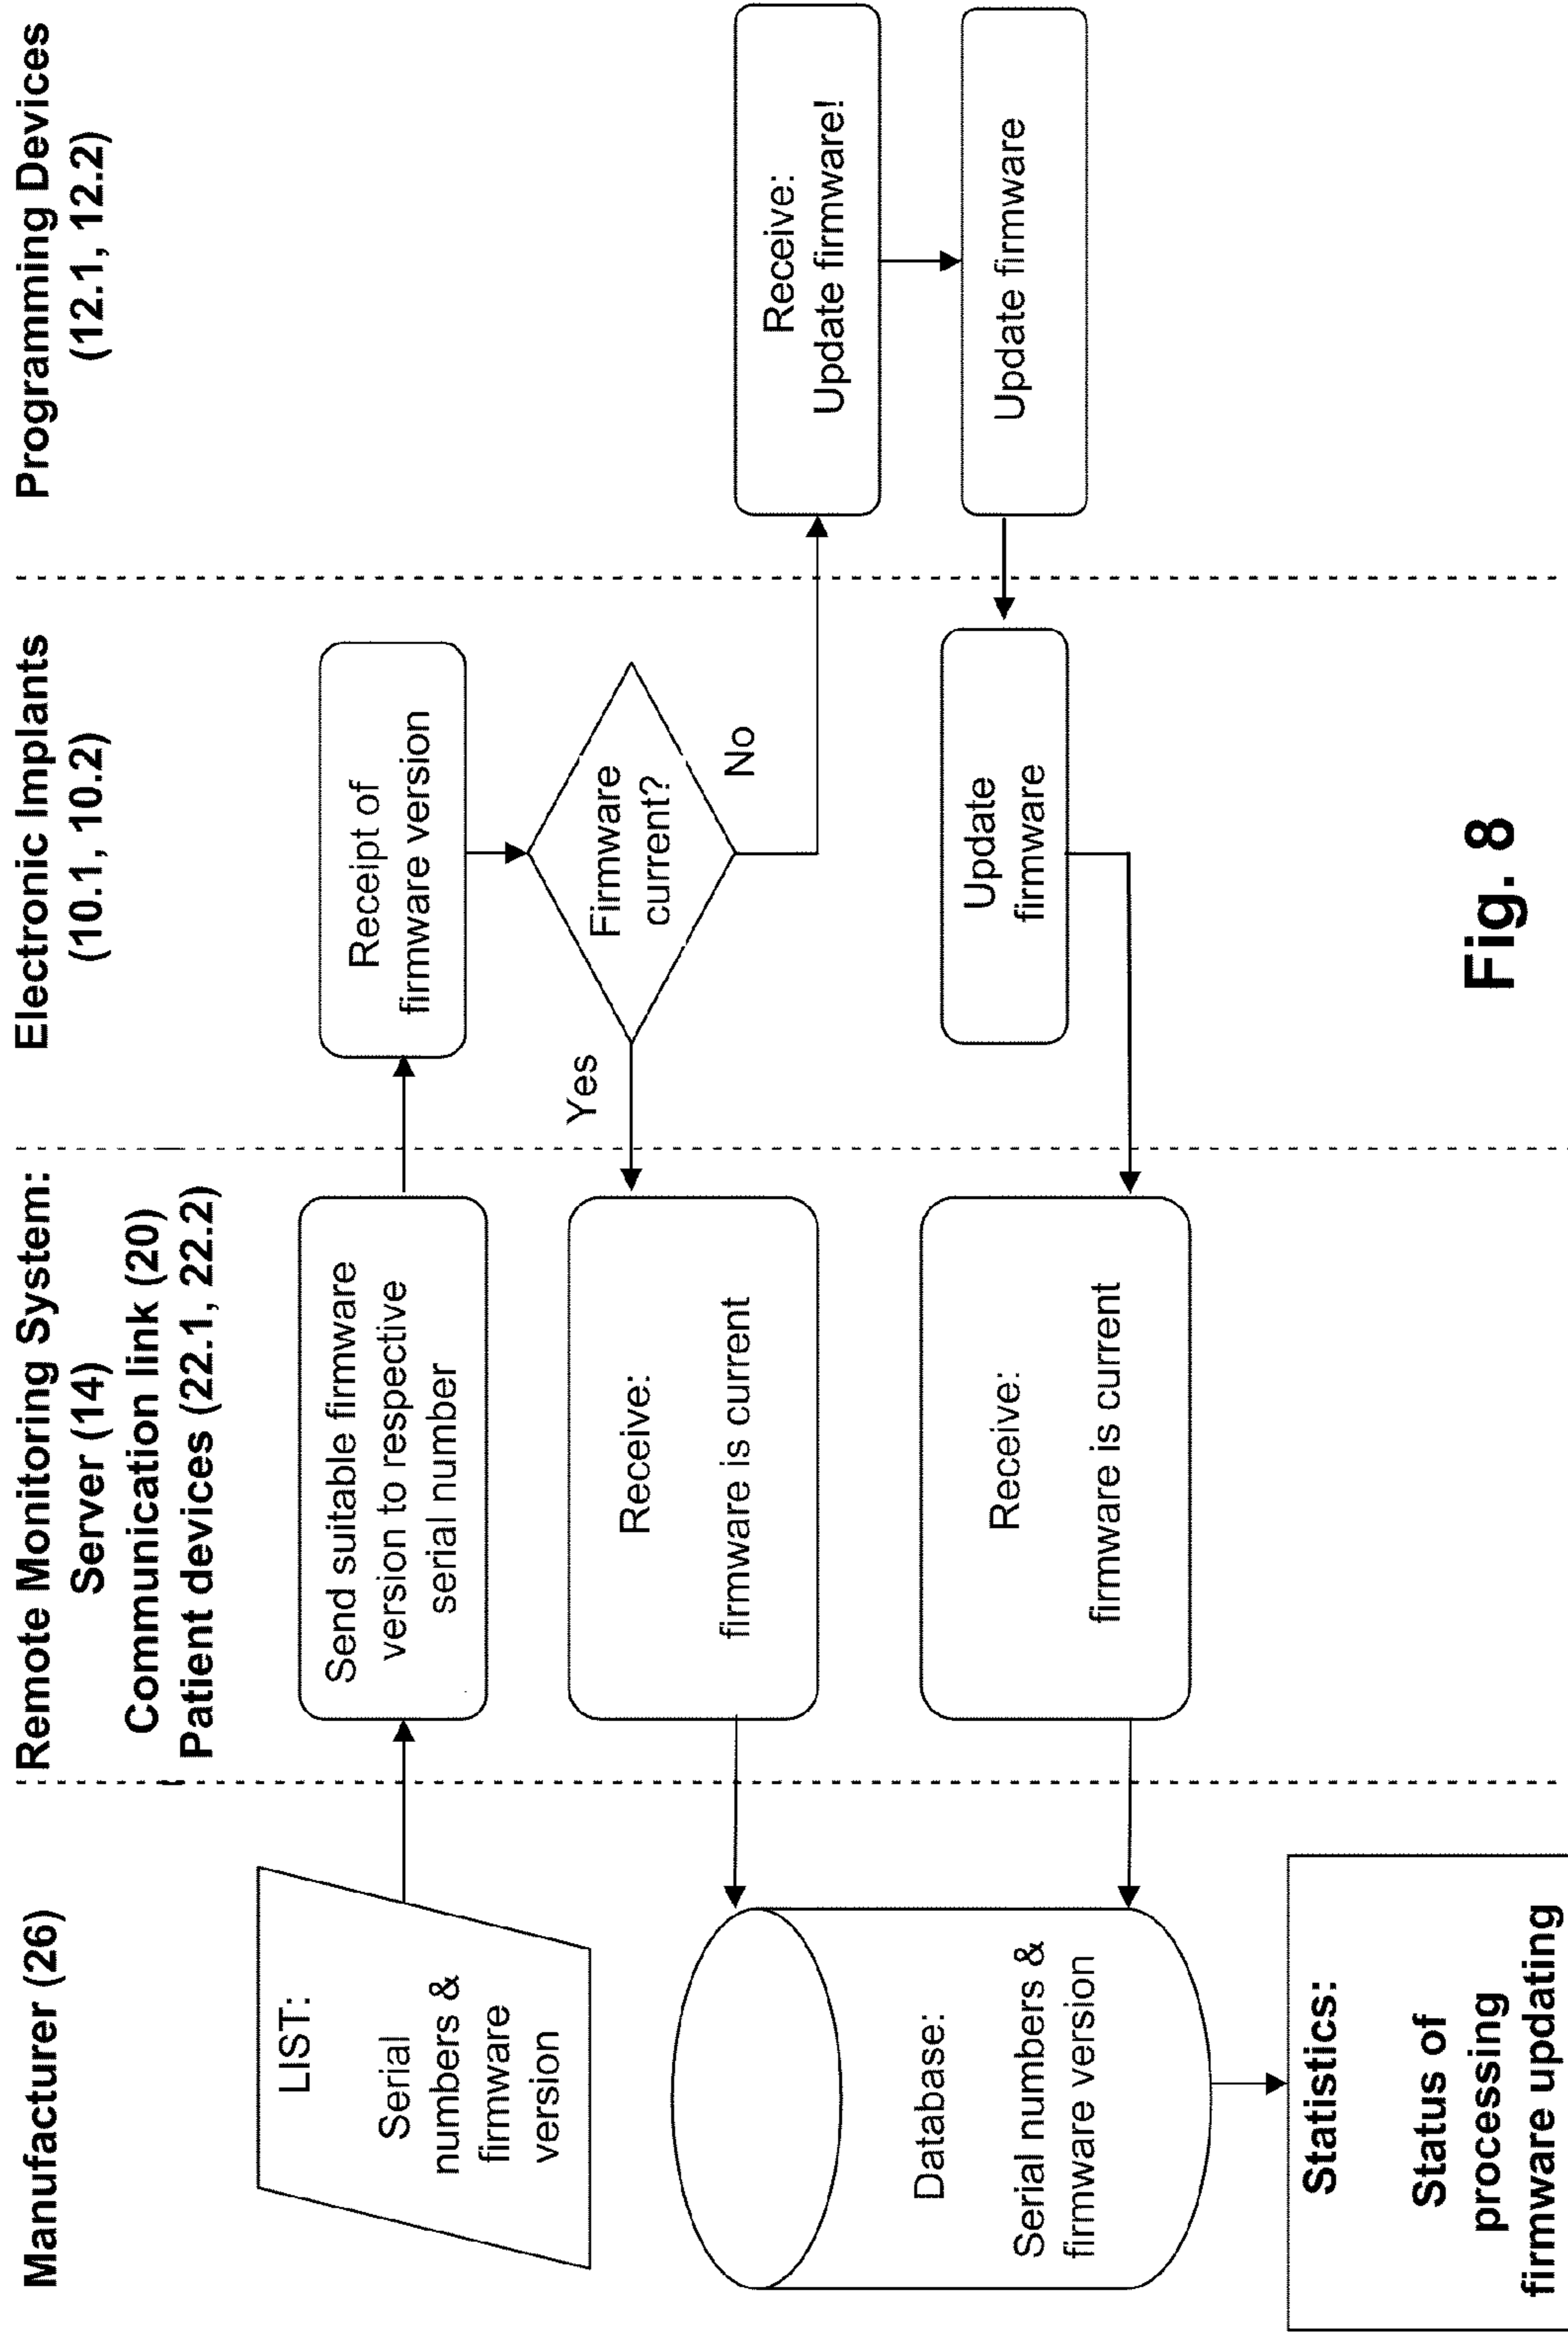 Manufacturer (26)
Remote Monitoring System:
Server (14)
Communication link (20)
Patient devices (22.1, 22.2)
Electronic Implants
(10.1, 10.2)
Programming Devices
(12.1, 12.2)
LIST:
Serial
numbers &
firmware
version
Send suitable firmware
version to respective
serial number
Receipt of
firmware version
Firmware
current?
Yes
No
Receive:
firmware is current
Receive:
Update firmware!
Update firmware
Update
firmware
Receive:
firmware is current
Database:
Serial numbers &
firmware version
Statistics:
Status of
processing
firmware updating
Fig. 8